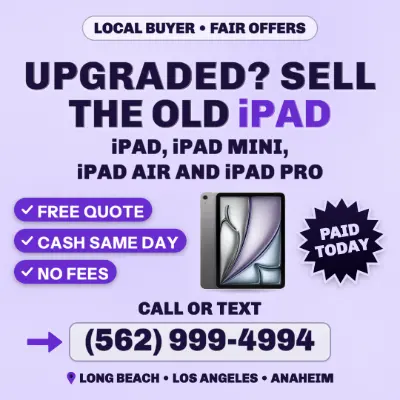 LOCAL BUYER • FAIR OFFERS
UPGRADED? SELL
THE OLD iPAD
iPAD, iPAD MINI,
iPAD AIR AND iPAD PRO
FREE QUOTE
CASH SAME DAY
NO FEES
PAID
TODAY
CALL OR TEXT
(562) 999-4994
LONG BEACH • LOS ANGELES • ANAHEIM